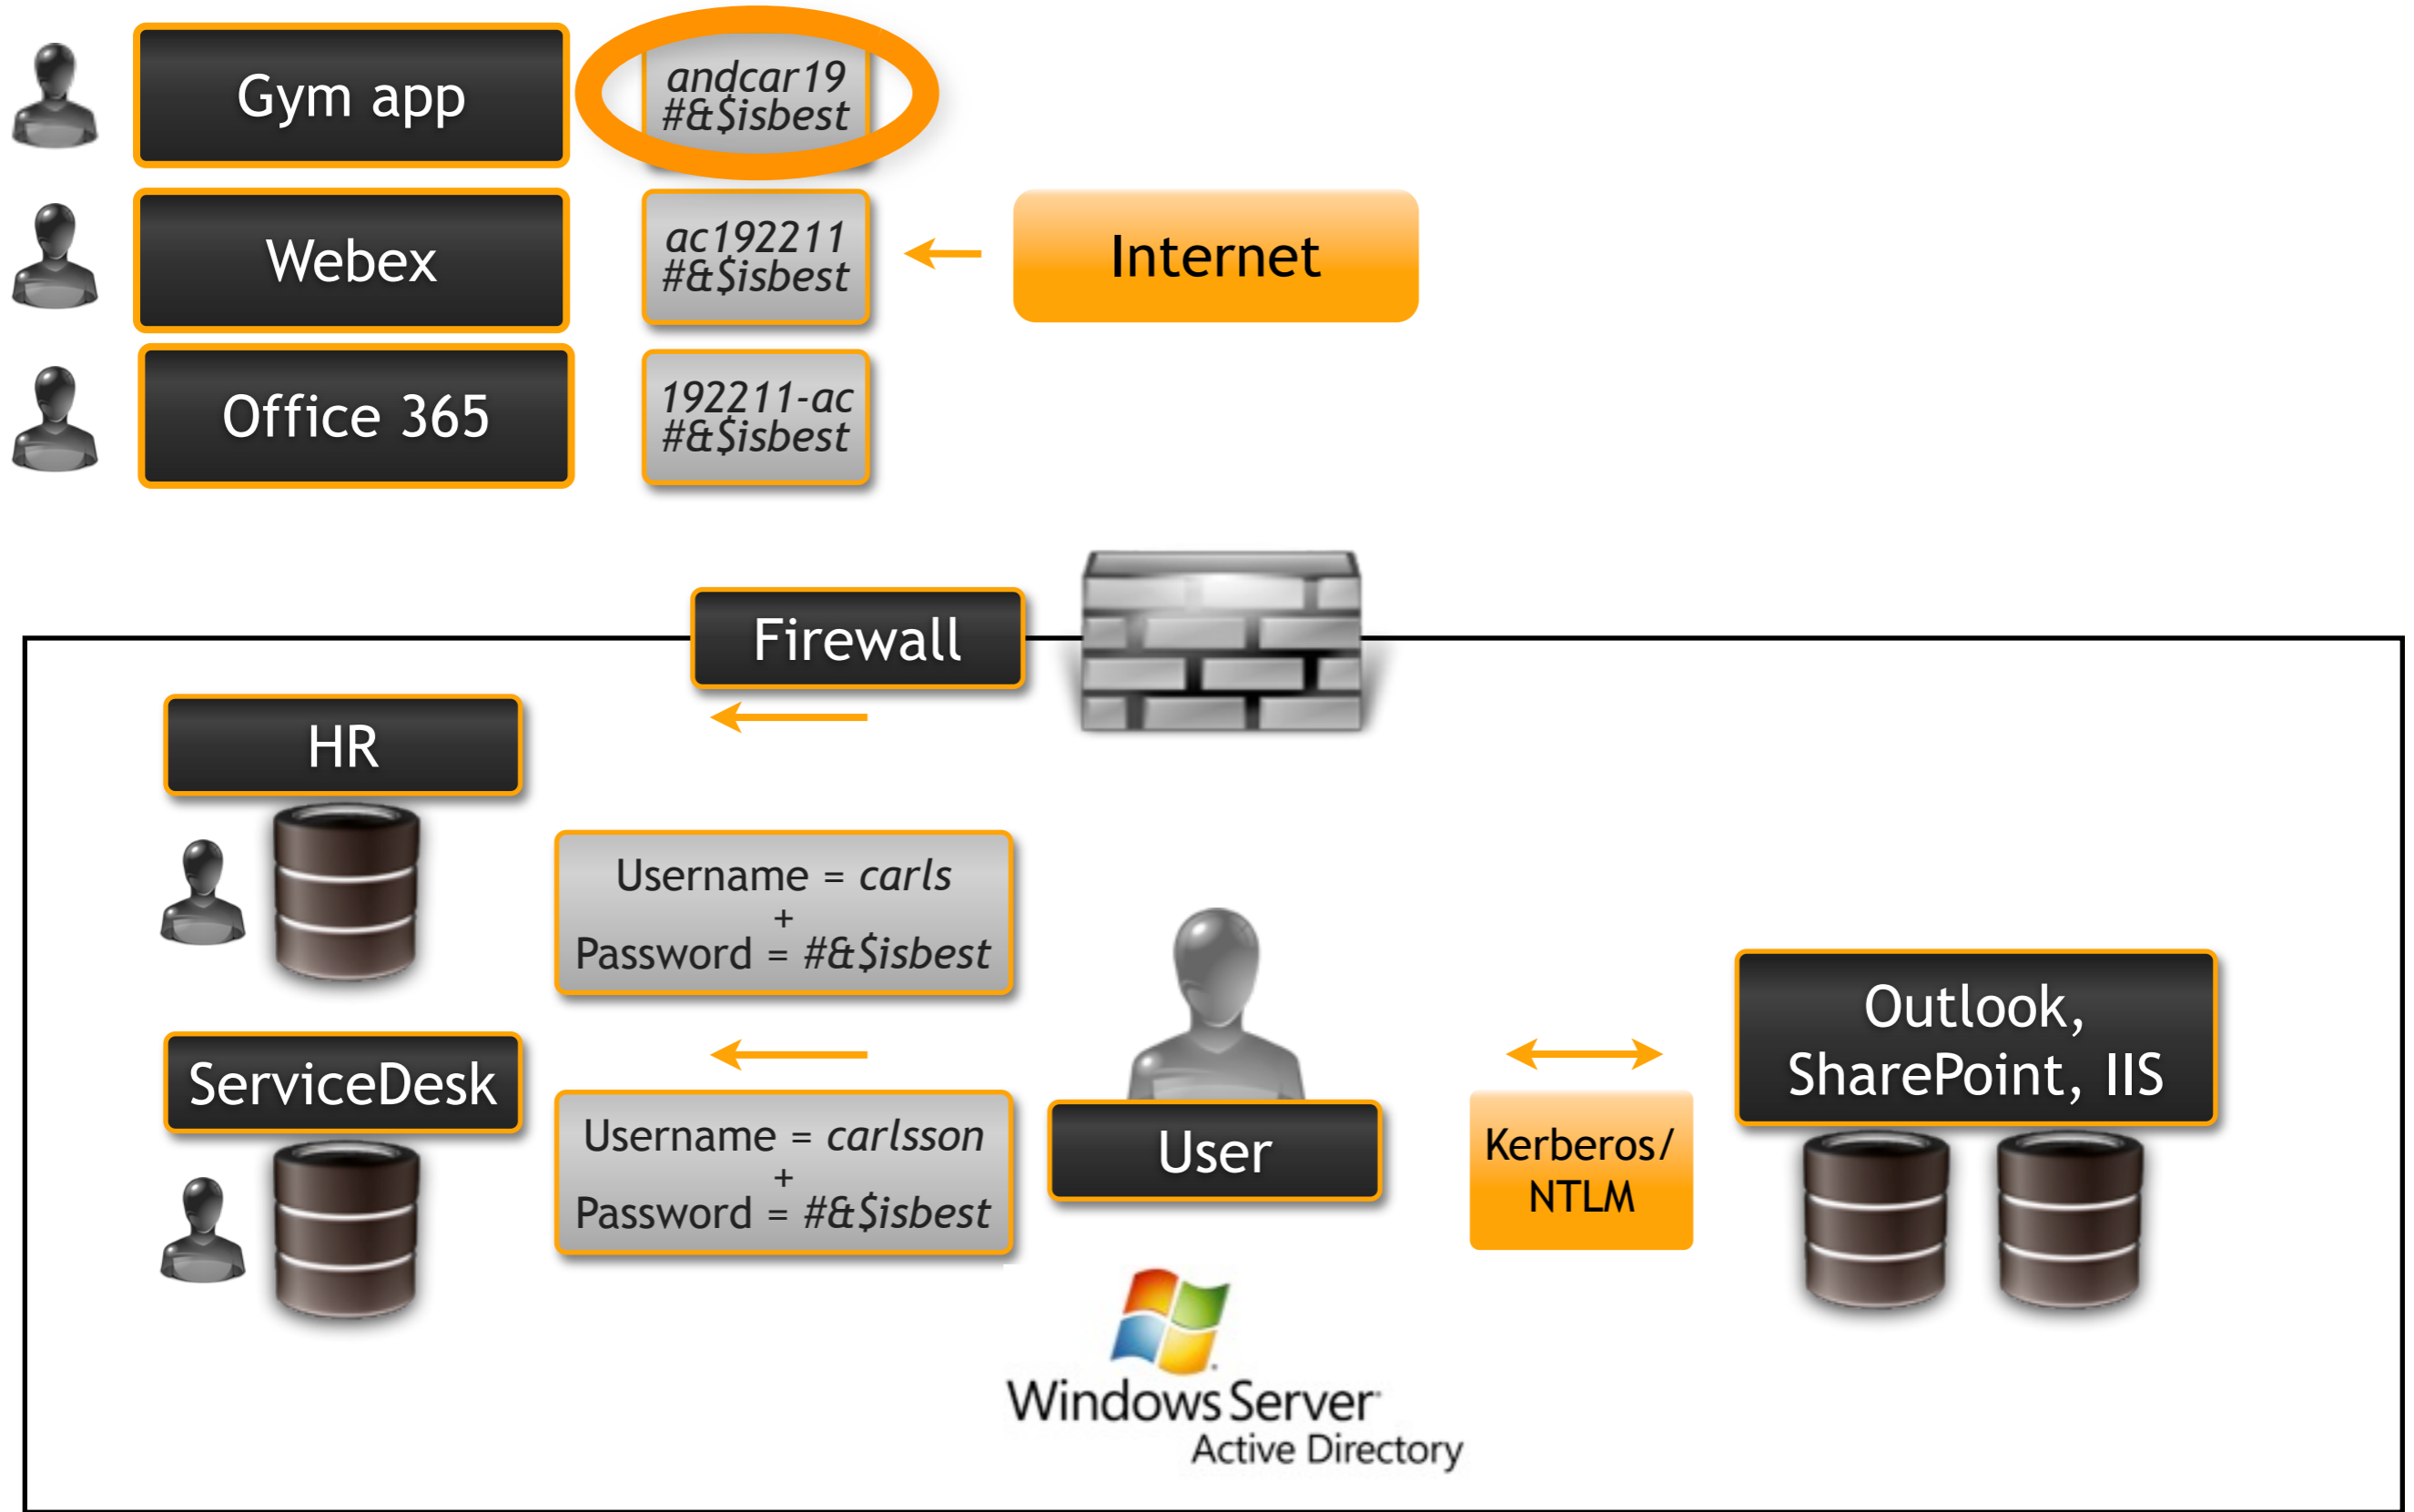 Gym app
andcar19
#&$isbest
Webex
ac192211
#&$isbest
Internet
Office 365
192211-ac
#&$isbest
Firewall
HR
Username = carls
+
Password = #&$isbest
ServiceDesk
Username = carlsson
+
Password = #&$isbest
User
Kerberos/
NTLM
Outlook,
SharePoint, IIS
Windows Server
Active Directory